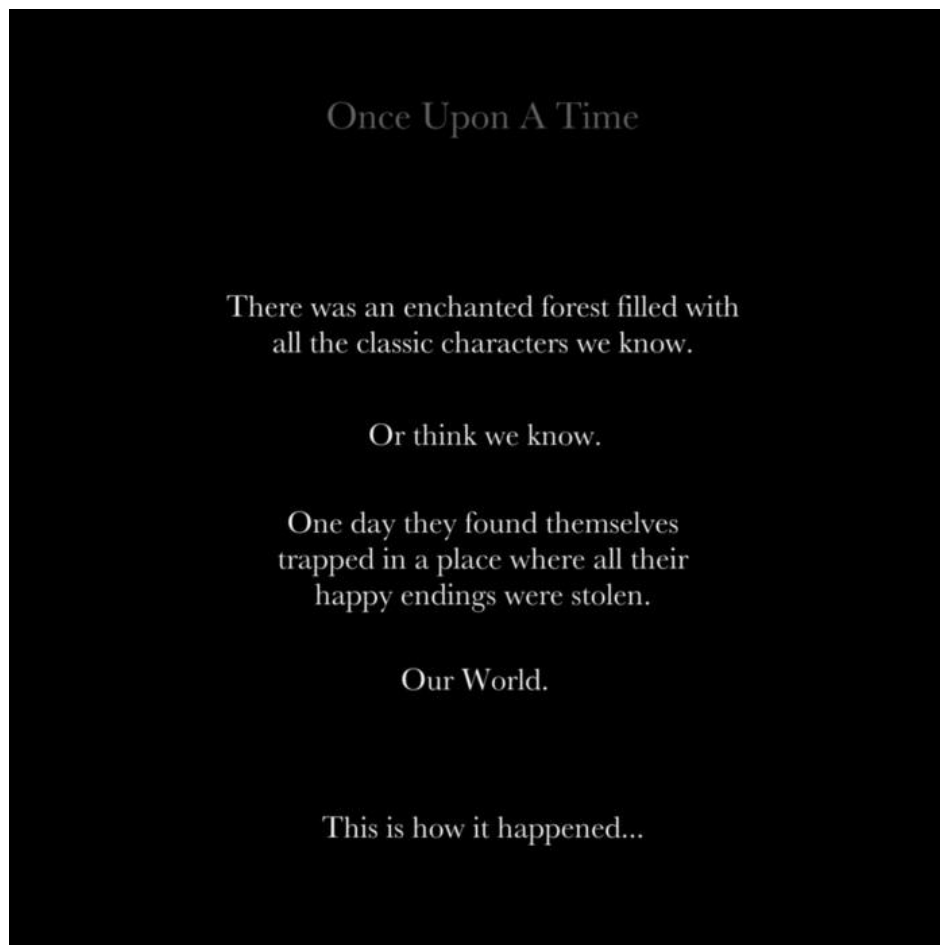 Once Upon A Time
There was an enchanted forest filled with
all the classic characters we know.
Or think we know.
One day they found themselves
trapped in a place where all their
happy endings were stolen.
Our World.
This is how it happened...